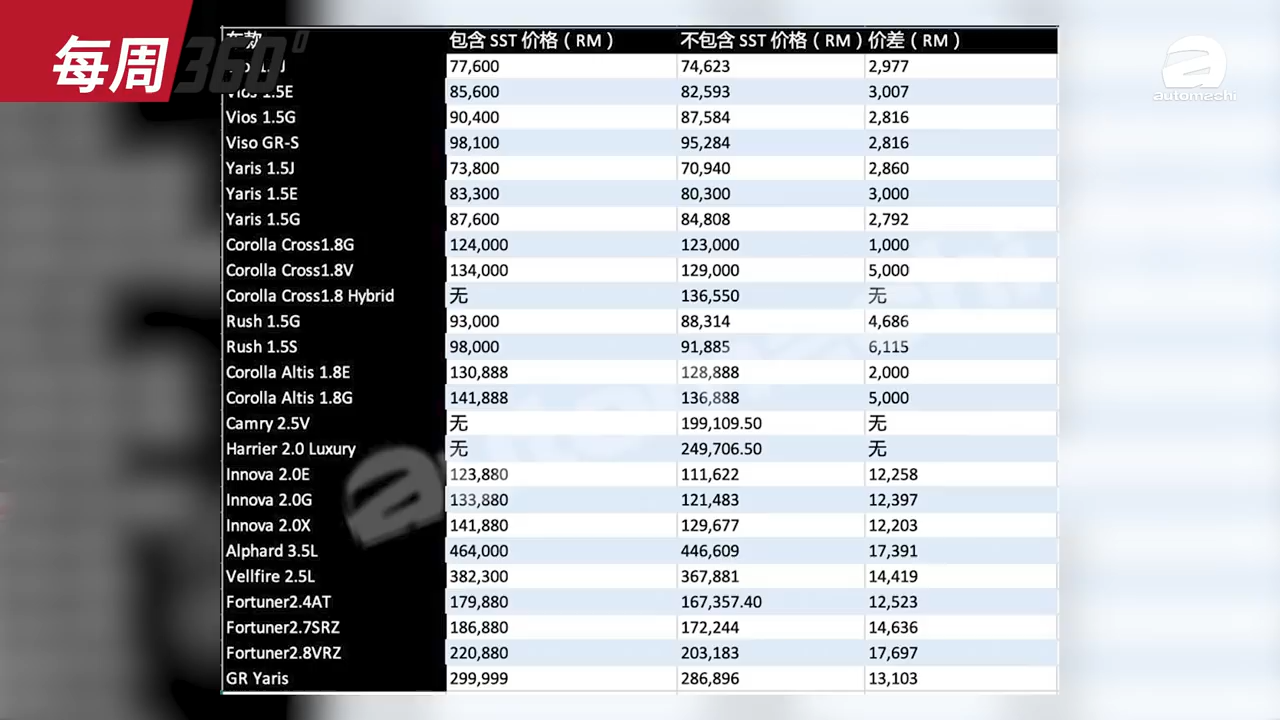 每周360°
automachi
车款 包含 SST 价格（RM） 不包含 SST 价格（RM） 价差（RM）
77,600 74,623 2,977
Vios 1.5E 85,600 82,593 3,007
Vios 1.5G 90,400 87,584 2,816
Viso GR-S 98,100 95,284 2,816
Yaris 1.5J 73,800 70,940 2,860
Yaris 1.5E 83,300 80,300 3,000
Yaris 1.5G 87,600 84,808 2,792
Corolla Cross1.8G 124,000 123,000 1,000
Corolla Cross1.8V 134,000 129,000 5,000
Corolla Cross1.8 Hybrid 无 136,550 无
Rush 1.5G 93,000 88,314 4,686
Rush 1.5S 98,000 91,885 6,115
Corolla Altis 1.8E 130,888 128,888 2,000
Corolla Altis 1.8G 141,888 136,888 5,000
Camry 2.5V 无 199,109.50 无
Harrier 2.0 Luxury 无 249,706.50 无
Innova 2.0E 123,880 111,622 12,258
Innova 2.0G 133,880 121,483 12,397
Innova 2.0X 141,880 129,677 12,203
Alphard 3.5L 464,000 446,609 17,391
Vellfire 2.5L 382,300 367,881 14,419
Fortuner2.4AT 179,880 167,357.40 12,523
Fortuner2.7SRZ 186,880 172,244 14,636
Fortuner2.8VRZ 220,880 203,183 17,697
GR Yaris 299,999 286,896 13,103